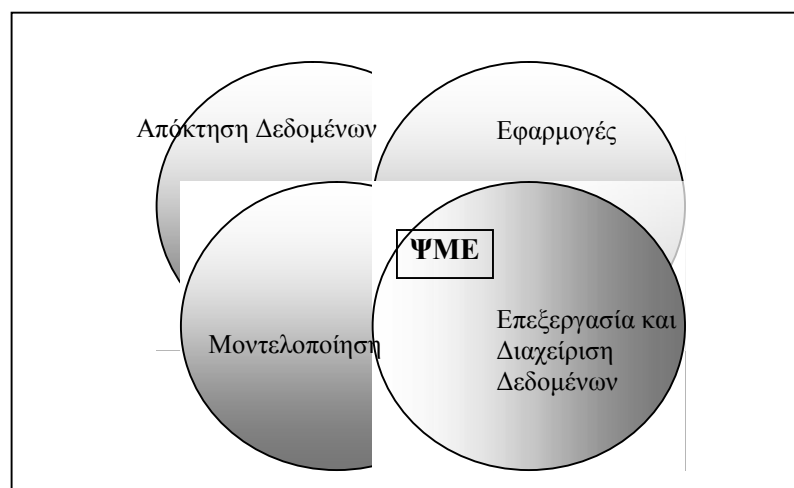 Απόκτηση Δεδομένων
Εφαρμογές
ΨΜΕ
Μοντελοποίηση
Επεξεργασία και
Διαχείριση
Δεδομένων